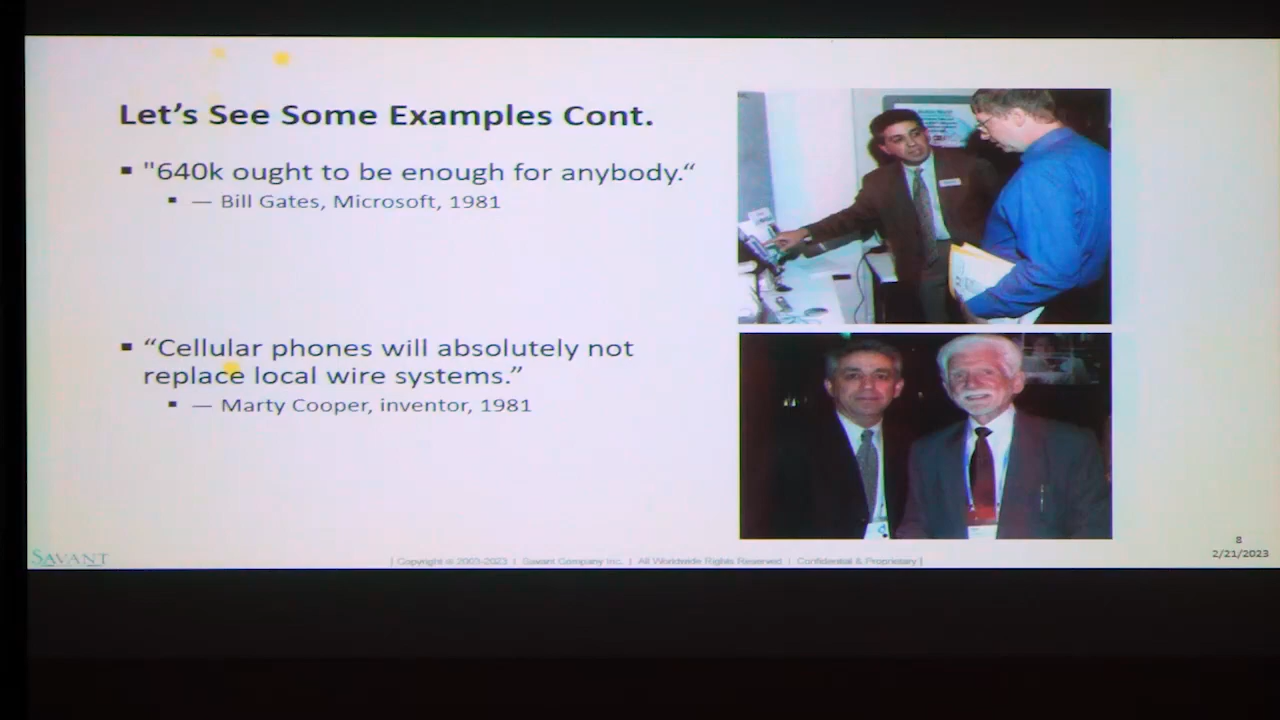 Let's See Some Examples Cont.
▪ "640k ought to be enough for anybody.“
▪ — Bill Gates, Microsoft, 1981
▪ “Cellular phones will absolutely not
replace local wire systems.”
▪ — Marty Cooper, inventor, 1981
SAVANT
| Copyright © 2003-2023 | Savant Company Inc. | All Worldwide Rights Reserved | Confidential & Proprietary |
8
2/21/2023